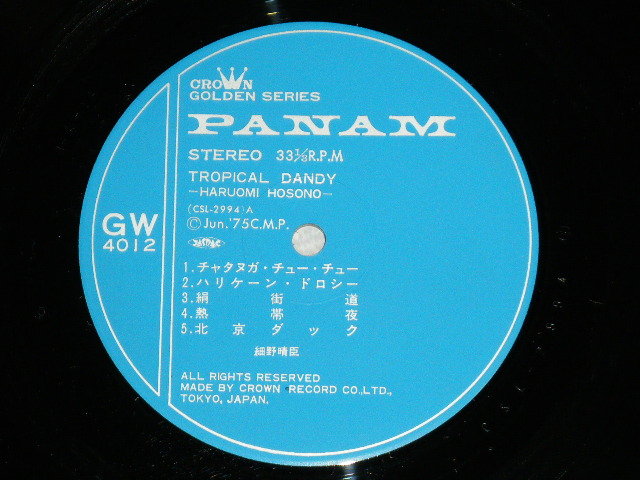 CROWN
GOLDEN SERIES
PANAM
STEREO 33⅓R.P.M
TROPICAL DANDY
-HARUOMI HOSONO-
(CSL-2994)A
©Jun.'75C.M.P.
GW
4012
1.チャタヌガ・チュー・チュー
2.ハリケーン・ドロシー
3.絹街道
4.熱帯夜
5.北京ダック
細野晴臣
ALL RIGHTS RESERVED
MADE BY CROWN RECORD CO.,LTD.,
TOKYO, JAPAN.